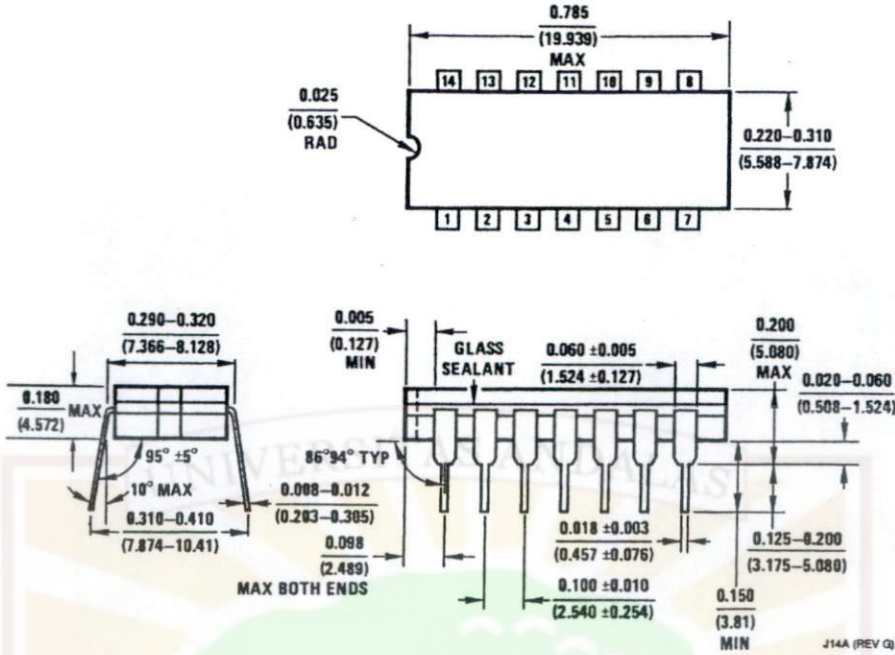 0.785
(19.939)
MAX
14 13 12 11 10 9 8
0.025
(0.635)
RAD
0.220–0.310
(5.588–7.874)
1 2 3 4 5 6 7
0.290–0.320
(7.366–8.128)
0.005
(0.127)
MIN
GLASS
SEALANT
0.060 ±0.005
(1.524 ±0.127)
0.200
(5.080)
MAX
0.020–0.060
(0.508–1.524)
0.180
(4.572)
MAX
95° ±5°
10° MAX
86°94° TYP
0.008–0.012
(0.203–0.305)
0.310–0.410
(7.874–10.41)
0.098
(2.489)
MAX BOTH ENDS
0.018 ±0.003
(0.457 ±0.076)
0.100 ±0.010
(2.540 ±0.254)
0.125–0.200
(3.175–5.080)
0.150
(3.81)
MIN
J14A (REV G)
UNIVERSITAS ANDALAS